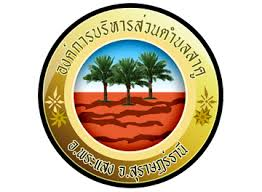 องค์การบริหารส่วนตำบลสาคู
อ.พระแสง จ.สุราษฎร์ธานี